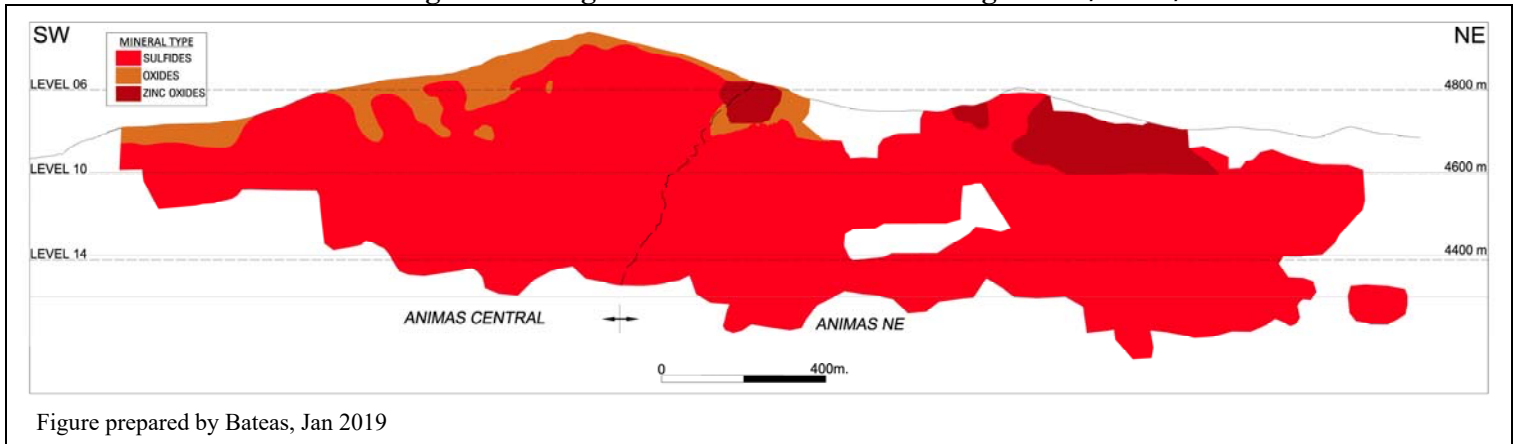 SW
NE
MINERAL TYPE
SULFIDES
OXIDES
ZINC OXIDES
LEVEL 06
4800 m
LEVEL 10
4600 m
LEVEL 14
4400 m
ANIMAS CENTRAL
ANIMAS NE
0
400m.
Figure prepared by Bateas, Jan 2019